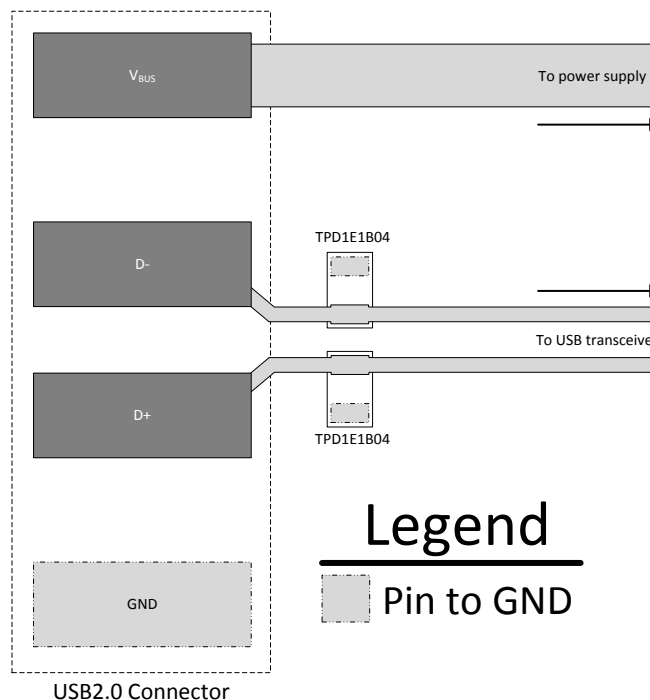 VBUS
To power supply
D-
TPD1E1B04
To USB transceive
D+
TPD1E1B04
GND
Legend
Pin to GND
USB2.0 Connector